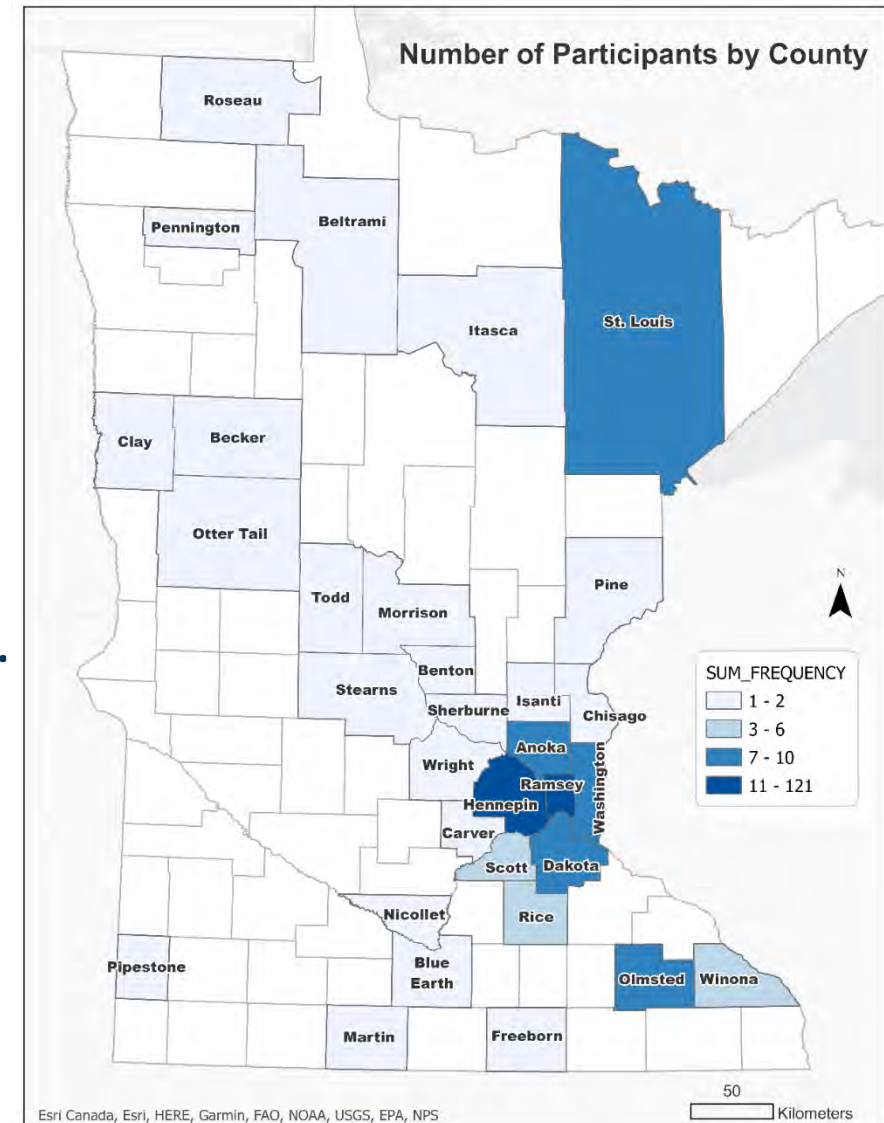 Number of Participants by County
Roseau
Pennington
Beltrami
Itasca
St. Louis
Clay
Becker
Otter Tail
Todd
Morrison
Pine
N
Benton
Stearns
Sherburne
Isanti
Chisago
SUM_FREQUENCY
1 - 2
3 - 6
7 - 10
11 - 121
Anoka
Wright
Washington
Ramsey
Hennepin
Carver
Scott
Dakota
Nicollet
Rice
Pipestone
Blue
Earth
Olmsted
Winona
Martin
Freeborn
50
Kilometers
Esri Canada, Esri, HERE, Garmin, FAO, NOAA, USGS, EPA, NPS